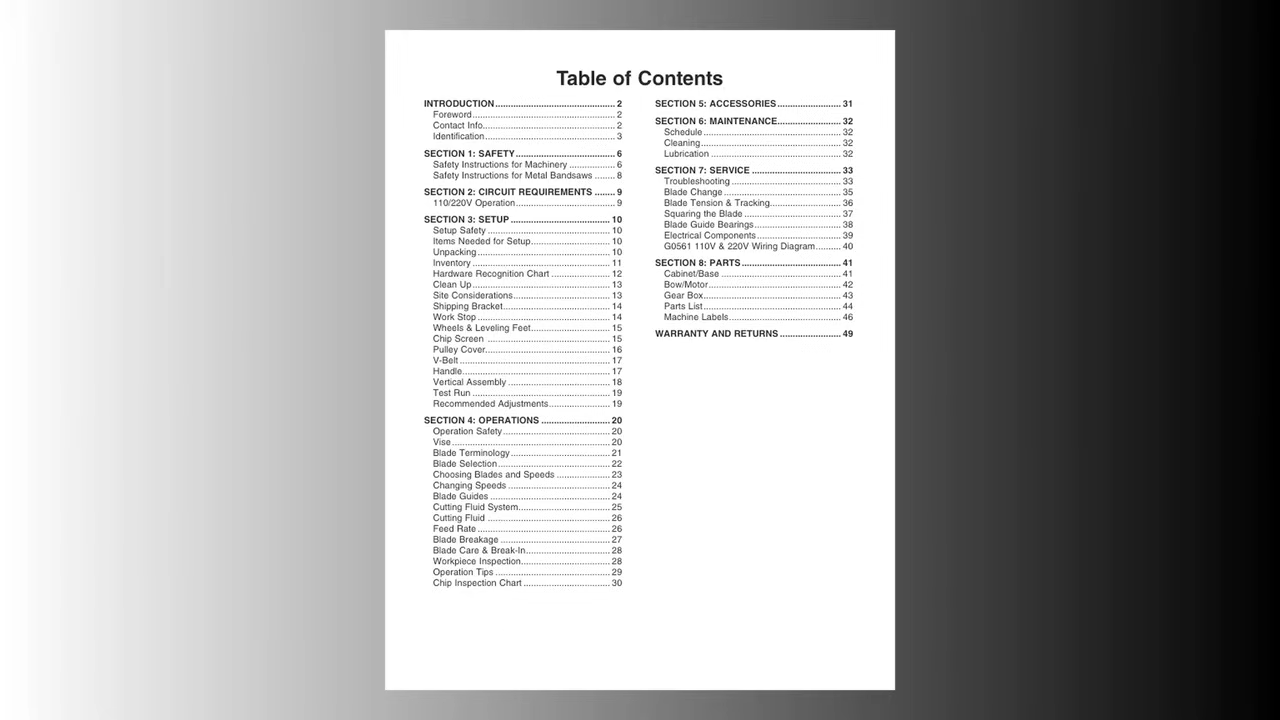 Table of Contents
INTRODUCTION............................................ 2
Foreword.................................................... 2
Contact Info................................................ 2
Identification............................................... 3
SECTION 1: SAFETY.................................... 6
Safety Instructions for Machinery ................ 6
Safety Instructions for Metal Bandsaws ....... 8
SECTION 2: CIRCUIT REQUIREMENTS ....... 9
110/220V Operation................................... 9
SECTION 3: SETUP .................................... 10
Setup Safety ............................................. 10
Items Needed for Setup............................. 10
Unpacking................................................. 10
Inventory ................................................... 11
Hardware Recognition Chart ..................... 12
Clean Up ................................................... 13
Site Considerations................................... 13
Shipping Bracket....................................... 14
Work Stop ................................................. 14
Wheels & Leveling Feet............................. 15
Chip Screen ............................................. 15
Pulley Cover.............................................. 16
V-Belt ........................................................ 17
Handle....................................................... 17
Vertical Assembly ..................................... 18
Test Run ................................................... 19
Recommended Adjustments...................... 19
SECTION 4: OPERATIONS ......................... 20
Operation Safety....................................... 20
Vise........................................................... 20
Blade Terminology.................................... 21
Blade Selection......................................... 22
Choosing Blades and Speeds ................... 23
Changing Speeds ..................................... 24
Blade Guides ............................................ 24
Cutting Fluid System................................. 25
Cutting Fluid ............................................. 26
Feed Rate ................................................. 26
Blade Breakage ........................................ 27
Blade Care & Break-In............................... 28
Workpiece Inspection................................ 28
Operation Tips .......................................... 29
Chip Inspection Chart ............................... 30
SECTION 5: ACCESSORIES ....................... 31
SECTION 6: MAINTENANCE....................... 32
Schedule ................................................... 32
Cleaning.................................................... 32
Lubrication ................................................ 32
SECTION 7: SERVICE ................................ 33
Troubleshooting ........................................ 33
Blade Change ........................................... 35
Blade Tension & Tracking.......................... 36
Squaring the Blade ................................... 37
Blade Guide Bearings............................... 38
Electrical Components.............................. 39
G0561 110V & 220V Wiring Diagram......... 40
SECTION 8: PARTS .................................... 41
Cabinet/Base ............................................ 41
Bow/Motor................................................. 42
Gear Box................................................... 43
Parts List................................................... 44
Machine Labels......................................... 46
WARRANTY AND RETURNS ...................... 49